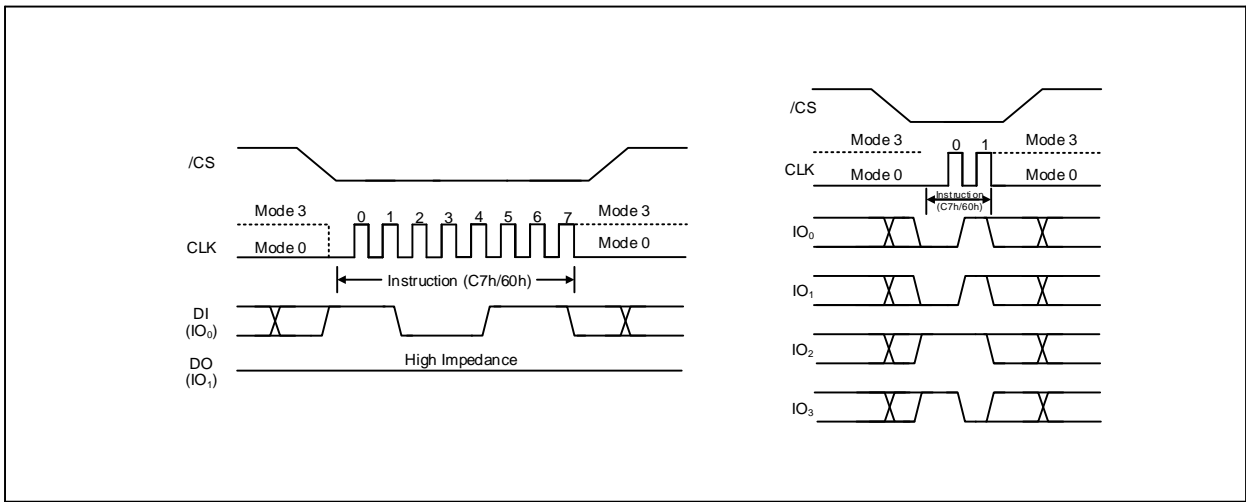 /CS
Mode 3 0 1 2 3 4 5 6 7 Mode 3
CLK Mode 0 Mode 0
Instruction (C7h/60h)
DI
(IO₀)
DO High Impedance
(IO₁)
/CS
Mode 3 0 1 Mode 3
CLK Mode 0 Mode 0
Instruction
(C7h/60h)
IO₀
IO₁
IO₂
IO₃